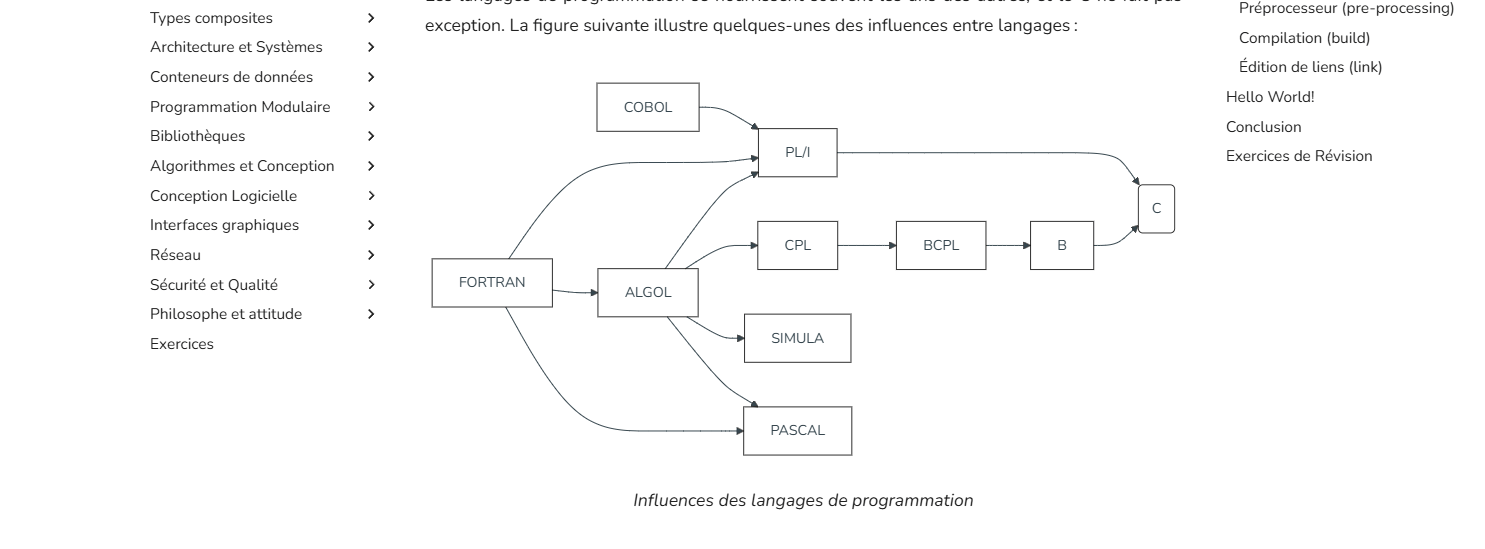 Types composites
Architecture et Systèmes
Conteneurs de données
Programmation Modulaire
Bibliothèques
Algorithmes et Conception
Conception Logicielle
Interfaces graphiques
Réseau
Sécurité et Qualité
Philosophe et attitude
Exercices
exception. La figure suivante illustre quelques-unes des influences entre langages :
COBOL
PL/I
C
CPL
BCPL
B
FORTRAN
ALGOL
SIMULA
PASCAL
Influences des langages de programmation
Préprocesseur (pre-processing)
Compilation (build)
Édition de liens (link)
Hello World!
Conclusion
Exercices de Révision